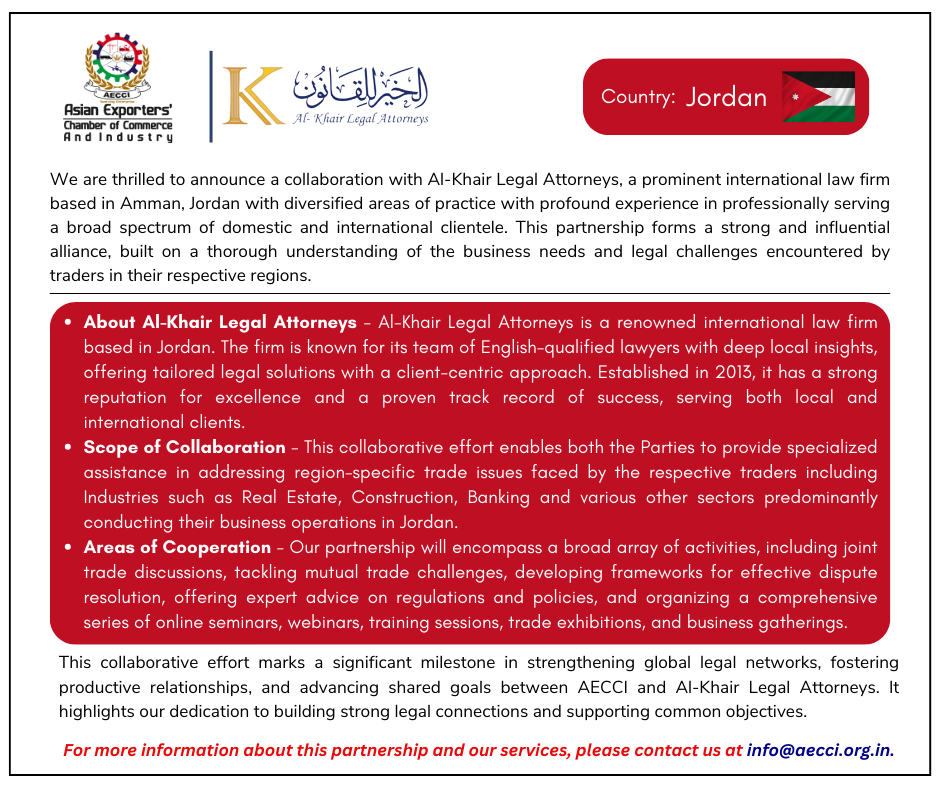 AECCI
Asian Exporters'
Chamber of Commerce
And Industry
K
الخير للقانون
Al- Khair Legal Attorneys
Country: Jordan
We are thrilled to announce a collaboration with Al-Khair Legal Attorneys, a prominent international law firm
based in Amman, Jordan with diversified areas of practice with profound experience in professionally serving
a broad spectrum of domestic and international clientele. This partnership forms a strong and influential
alliance, built on a thorough understanding of the business needs and legal challenges encountered by
traders in their respective regions.
• About Al-Khair Legal Attorneys - Al-Khair Legal Attorneys is a renowned international law firm
based in Jordan. The firm is known for its team of English-qualified lawyers with deep local insights,
offering tailored legal solutions with a client-centric approach. Established in 2013, it has a strong
reputation for excellence and a proven track record of success, serving both local and
international clients.
• Scope of Collaboration - This collaborative effort enables both the Parties to provide specialized
assistance in addressing region-specific trade issues faced by the respective traders including
Industries such as Real Estate, Construction, Banking and various other sectors predominantly
conducting their business operations in Jordan.
• Areas of Cooperation - Our partnership will encompass a broad array of activities, including joint
trade discussions, tackling mutual trade challenges, developing frameworks for effective dispute
resolution, offering expert advice on regulations and policies, and organizing a comprehensive
series of online seminars, webinars, training sessions, trade exhibitions, and business gatherings.
This collaborative effort marks a significant milestone in strengthening global legal networks, fostering
productive relationships, and advancing shared goals between AECCI and Al-Khair Legal Attorneys. It
highlights our dedication to building strong legal connections and supporting common objectives.
For more information about this partnership and our services, please contact us at info@aecci.org.in.